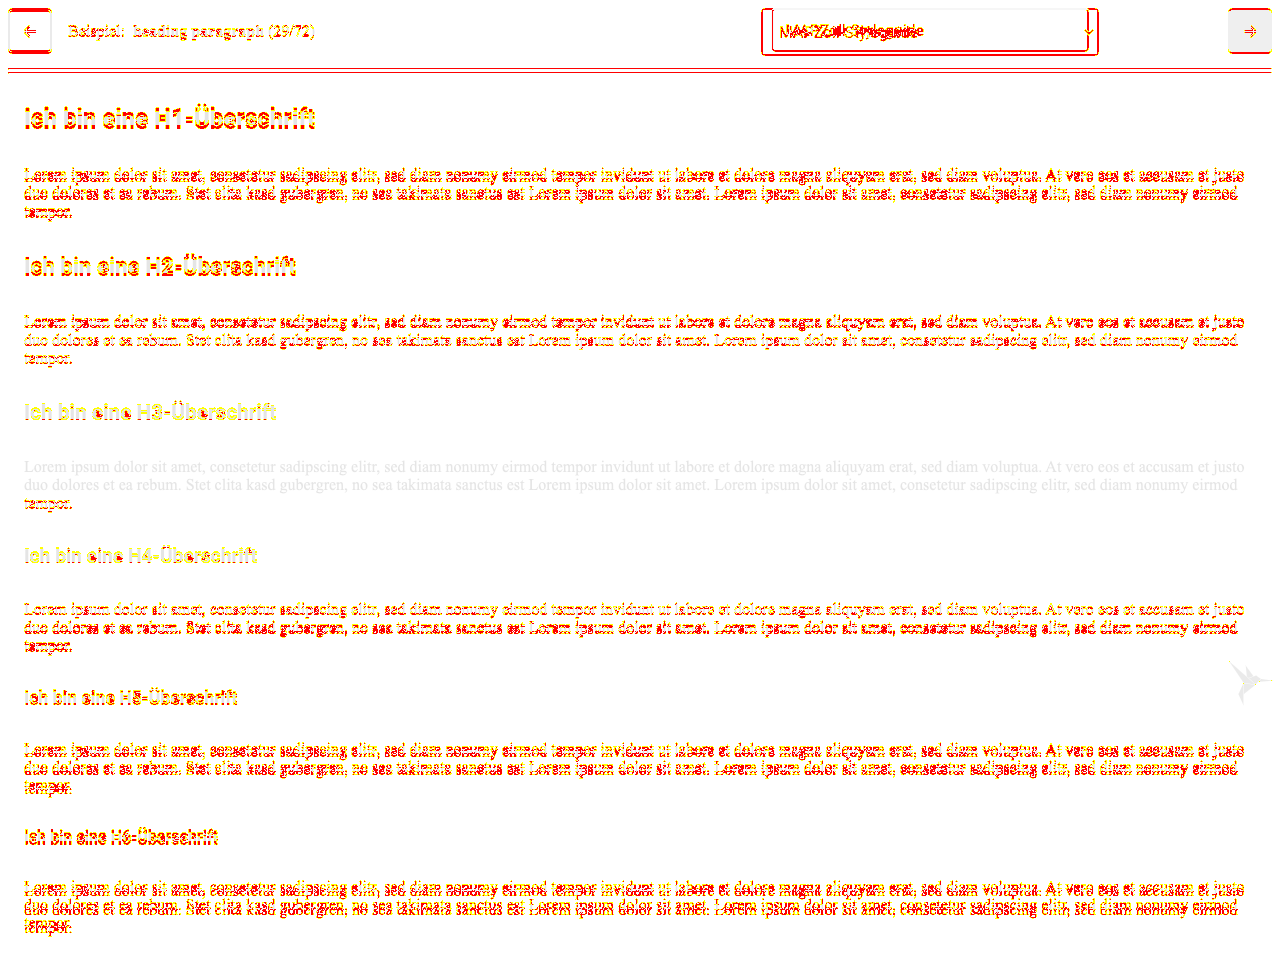 ←
Beispiel: heading paragraph (29/72)
→
Ich bin eine H1-Überschrift
Lorem ipsum dolor sit amet, consetetur sadipscing elitr, sed diam nonumy eirmod tempor invidunt ut labore et dolore magna aliquyam erat, sed diam voluptua. At vero eos et accusam et justo
duo dolores et ea rebum. Stet clita kasd gubergren, no sea takimata sanctus est Lorem ipsum dolor sit amet. Lorem ipsum dolor sit amet, consetetur sadipscing elitr, sed diam nonumy eirmod
tempor.
Ich bin eine H2-Überschrift
Lorem ipsum dolor sit amet, consetetur sadipscing elitr, sed diam nonumy eirmod tempor invidunt ut labore et dolore magna aliquyam erat, sed diam voluptua. At vero eos et accusam et justo
duo dolores et ea rebum. Stet clita kasd gubergren, no sea takimata sanctus est Lorem ipsum dolor sit amet. Lorem ipsum dolor sit amet, consetetur sadipscing elitr, sed diam nonumy eirmod
tempor.
Ich bin eine H3-Überschrift
Lorem ipsum dolor sit amet, consetetur sadipscing elitr, sed diam nonumy eirmod tempor invidunt ut labore et dolore magna aliquyam erat, sed diam voluptua. At vero eos et accusam et justo
duo dolores et ea rebum. Stet clita kasd gubergren, no sea takimata sanctus est Lorem ipsum dolor sit amet. Lorem ipsum dolor sit amet, consetetur sadipscing elitr, sed diam nonumy eirmod
tempor.
Ich bin eine H4-Überschrift
Lorem ipsum dolor sit amet, consetetur sadipscing elitr, sed diam nonumy eirmod tempor invidunt ut labore et dolore magna aliquyam erat, sed diam voluptua. At vero eos et accusam et justo
duo dolores et ea rebum. Stet clita kasd gubergren, no sea takimata sanctus est Lorem ipsum dolor sit amet. Lorem ipsum dolor sit amet, consetetur sadipscing elitr, sed diam nonumy eirmod
tempor.
Ich bin eine H5-Überschrift
Lorem ipsum dolor sit amet, consetetur sadipscing elitr, sed diam nonumy eirmod tempor invidunt ut labore et dolore magna aliquyam erat, sed diam voluptua. At vero eos et accusam et justo
duo dolores et ea rebum. Stet clita kasd gubergren, no sea takimata sanctus est Lorem ipsum dolor sit amet. Lorem ipsum dolor sit amet, consetetur sadipscing elitr, sed diam nonumy eirmod
tempor.
Ich bin eine H6-Überschrift
Lorem ipsum dolor sit amet, consetetur sadipscing elitr, sed diam nonumy eirmod tempor invidunt ut labore et dolore magna aliquyam erat, sed diam voluptua. At vero eos et accusam et justo
duo dolores et ea rebum. Stet clita kasd gubergren, no sea takimata sanctus est Lorem ipsum dolor sit amet. Lorem ipsum dolor sit amet, consetetur sadipscing elitr, sed diam nonumy eirmod
tempor.